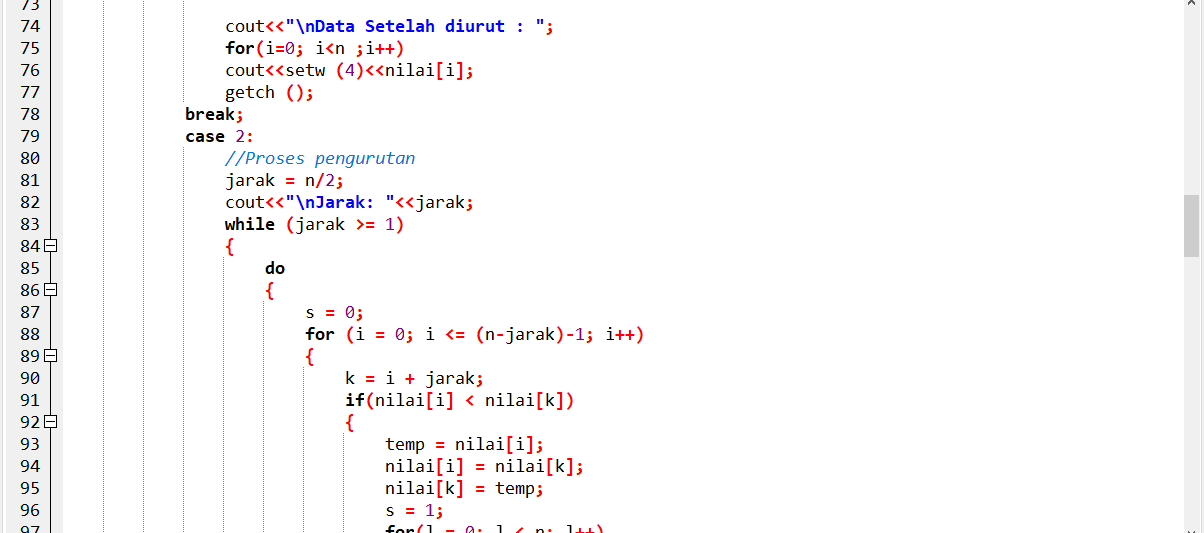 73
74 cout<<"\nData Setelah diurut : ";
75 for(i=0; i<n ;i++)
76 cout<<setw (4)<<nilai[i];
77 getch ();
78 break;
79 case 2:
80 //Proses pengurutan
81 jarak = n/2;
82 cout<<"\nJarak: "<<jarak;
83 while (jarak >= 1)
84 {
85 do
86 {
87 s = 0;
88 for (i = 0; i <= (n-jarak)-1; i++)
89 {
90 k = i + jarak;
91 if(nilai[i] < nilai[k])
92 {
93 temp = nilai[i];
94 nilai[i] = nilai[k];
95 nilai[k] = temp;
96 s = 1;
97 for(l = 0; l < n; l++)